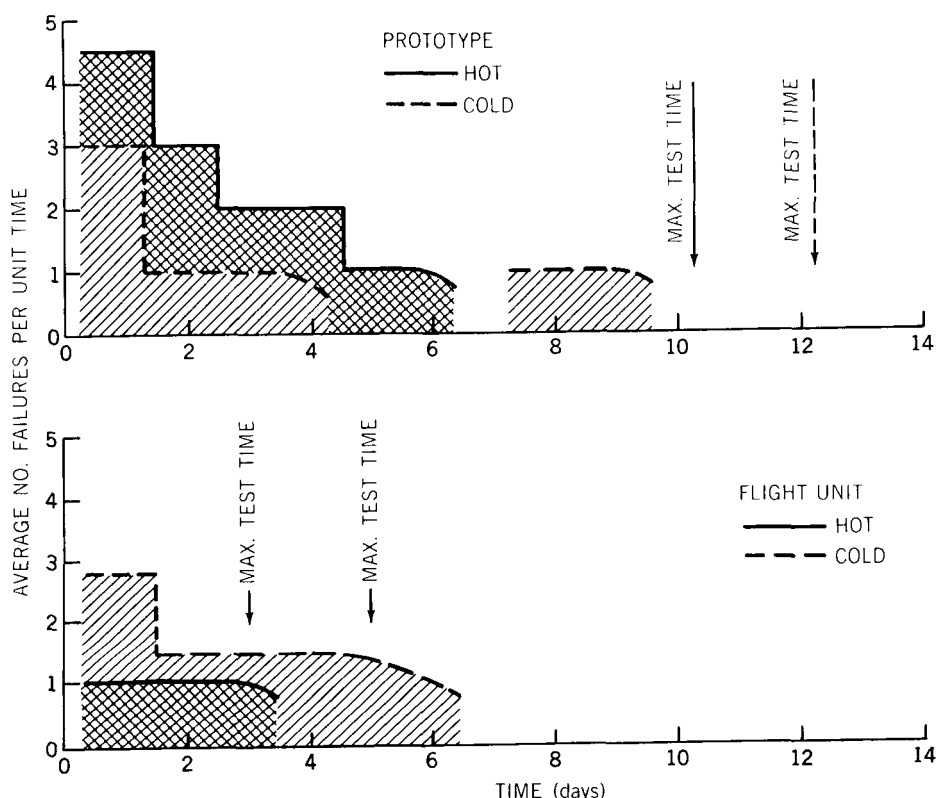 AVERAGE NO. FAILURES PER UNIT TIME
5
4
3
2
1
0
PROTOTYPE
HOT
COLD
MAX. TEST TIME
MAX. TEST TIME
0
2
4
6
8
10
12
14
5
4
3
2
1
0
MAX. TEST TIME
MAX. TEST TIME
FLIGHT UNIT
HOT
COLD
0
2
4
6
8
10
12
14
TIME (days)